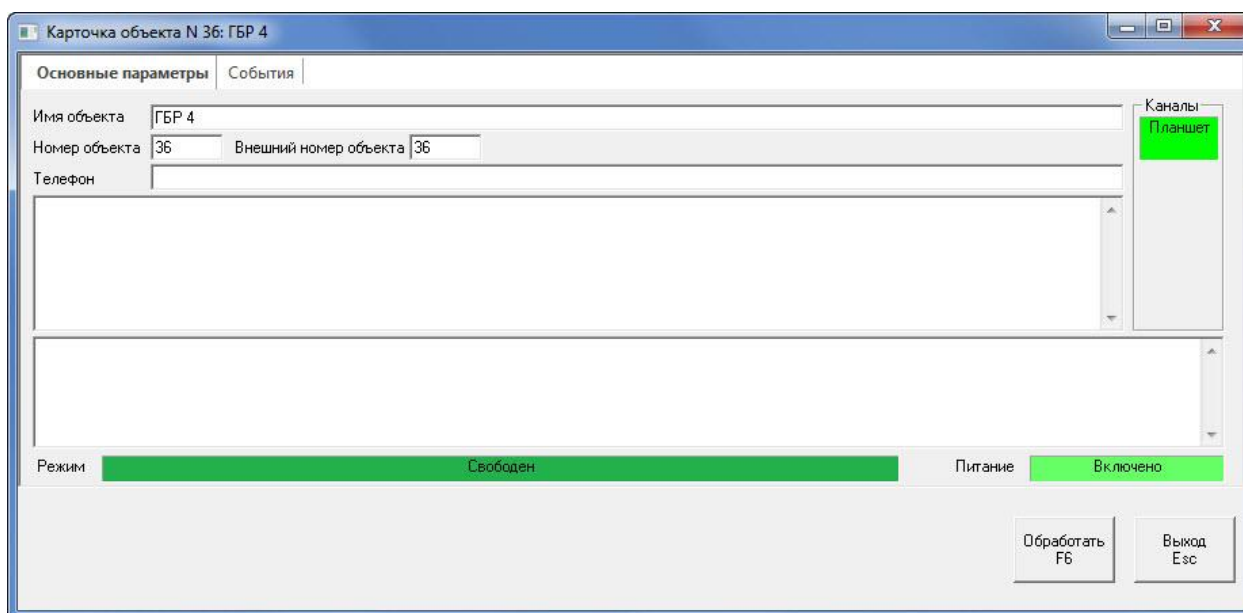 Карточка объекта N 36: ГБР 4
Основные параметры События
Имя объекта ГБР 4 Каналы
Планшет
Номер объекта 36 Внешний номер объекта 36
Телефон
Режим Свободен Питание Включено
Обработать Выход
F6 Esc